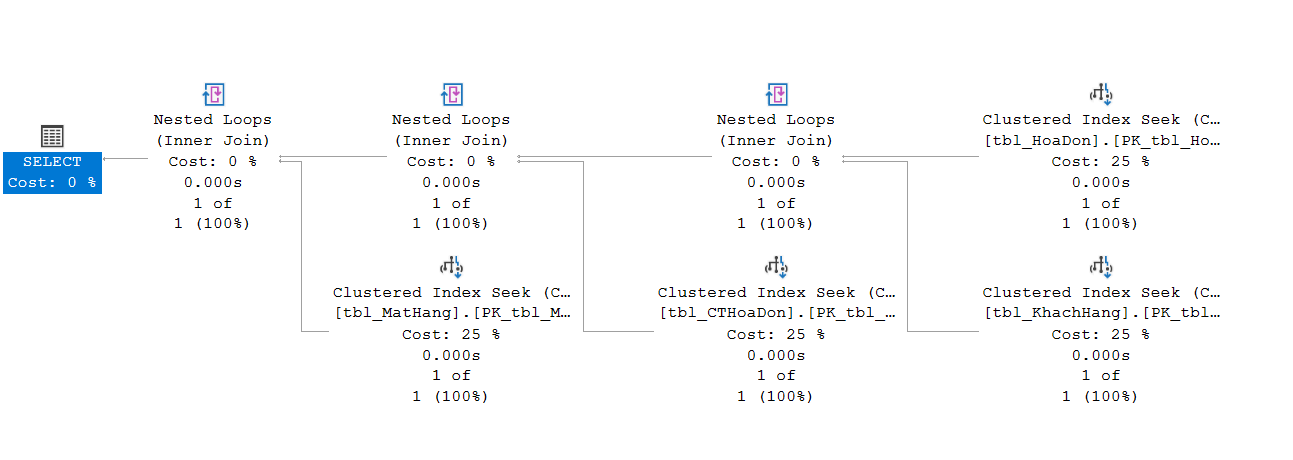 SELECT
Cost: 0 %
Nested Loops
(Inner Join)
Cost: 0 %
0.000s
1 of
1 (100%)
Nested Loops
(Inner Join)
Cost: 0 %
0.000s
1 of
1 (100%)
Nested Loops
(Inner Join)
Cost: 0 %
0.000s
1 of
1 (100%)
Clustered Index Seek (C…
[tbl_HoaDon].[PK_tbl_Ho…
Cost: 25 %
0.000s
1 of
1 (100%)
Clustered Index Seek (C…
[tbl_MatHang].[PK_tbl_M…
Cost: 25 %
0.000s
1 of
1 (100%)
Clustered Index Seek (C…
[tbl_CTHoaDon].[PK_tbl_…
Cost: 25 %
0.000s
1 of
1 (100%)
Clustered Index Seek (C…
[tbl_KhachHang].[PK_tbl…
Cost: 25 %
0.000s
1 of
1 (100%)